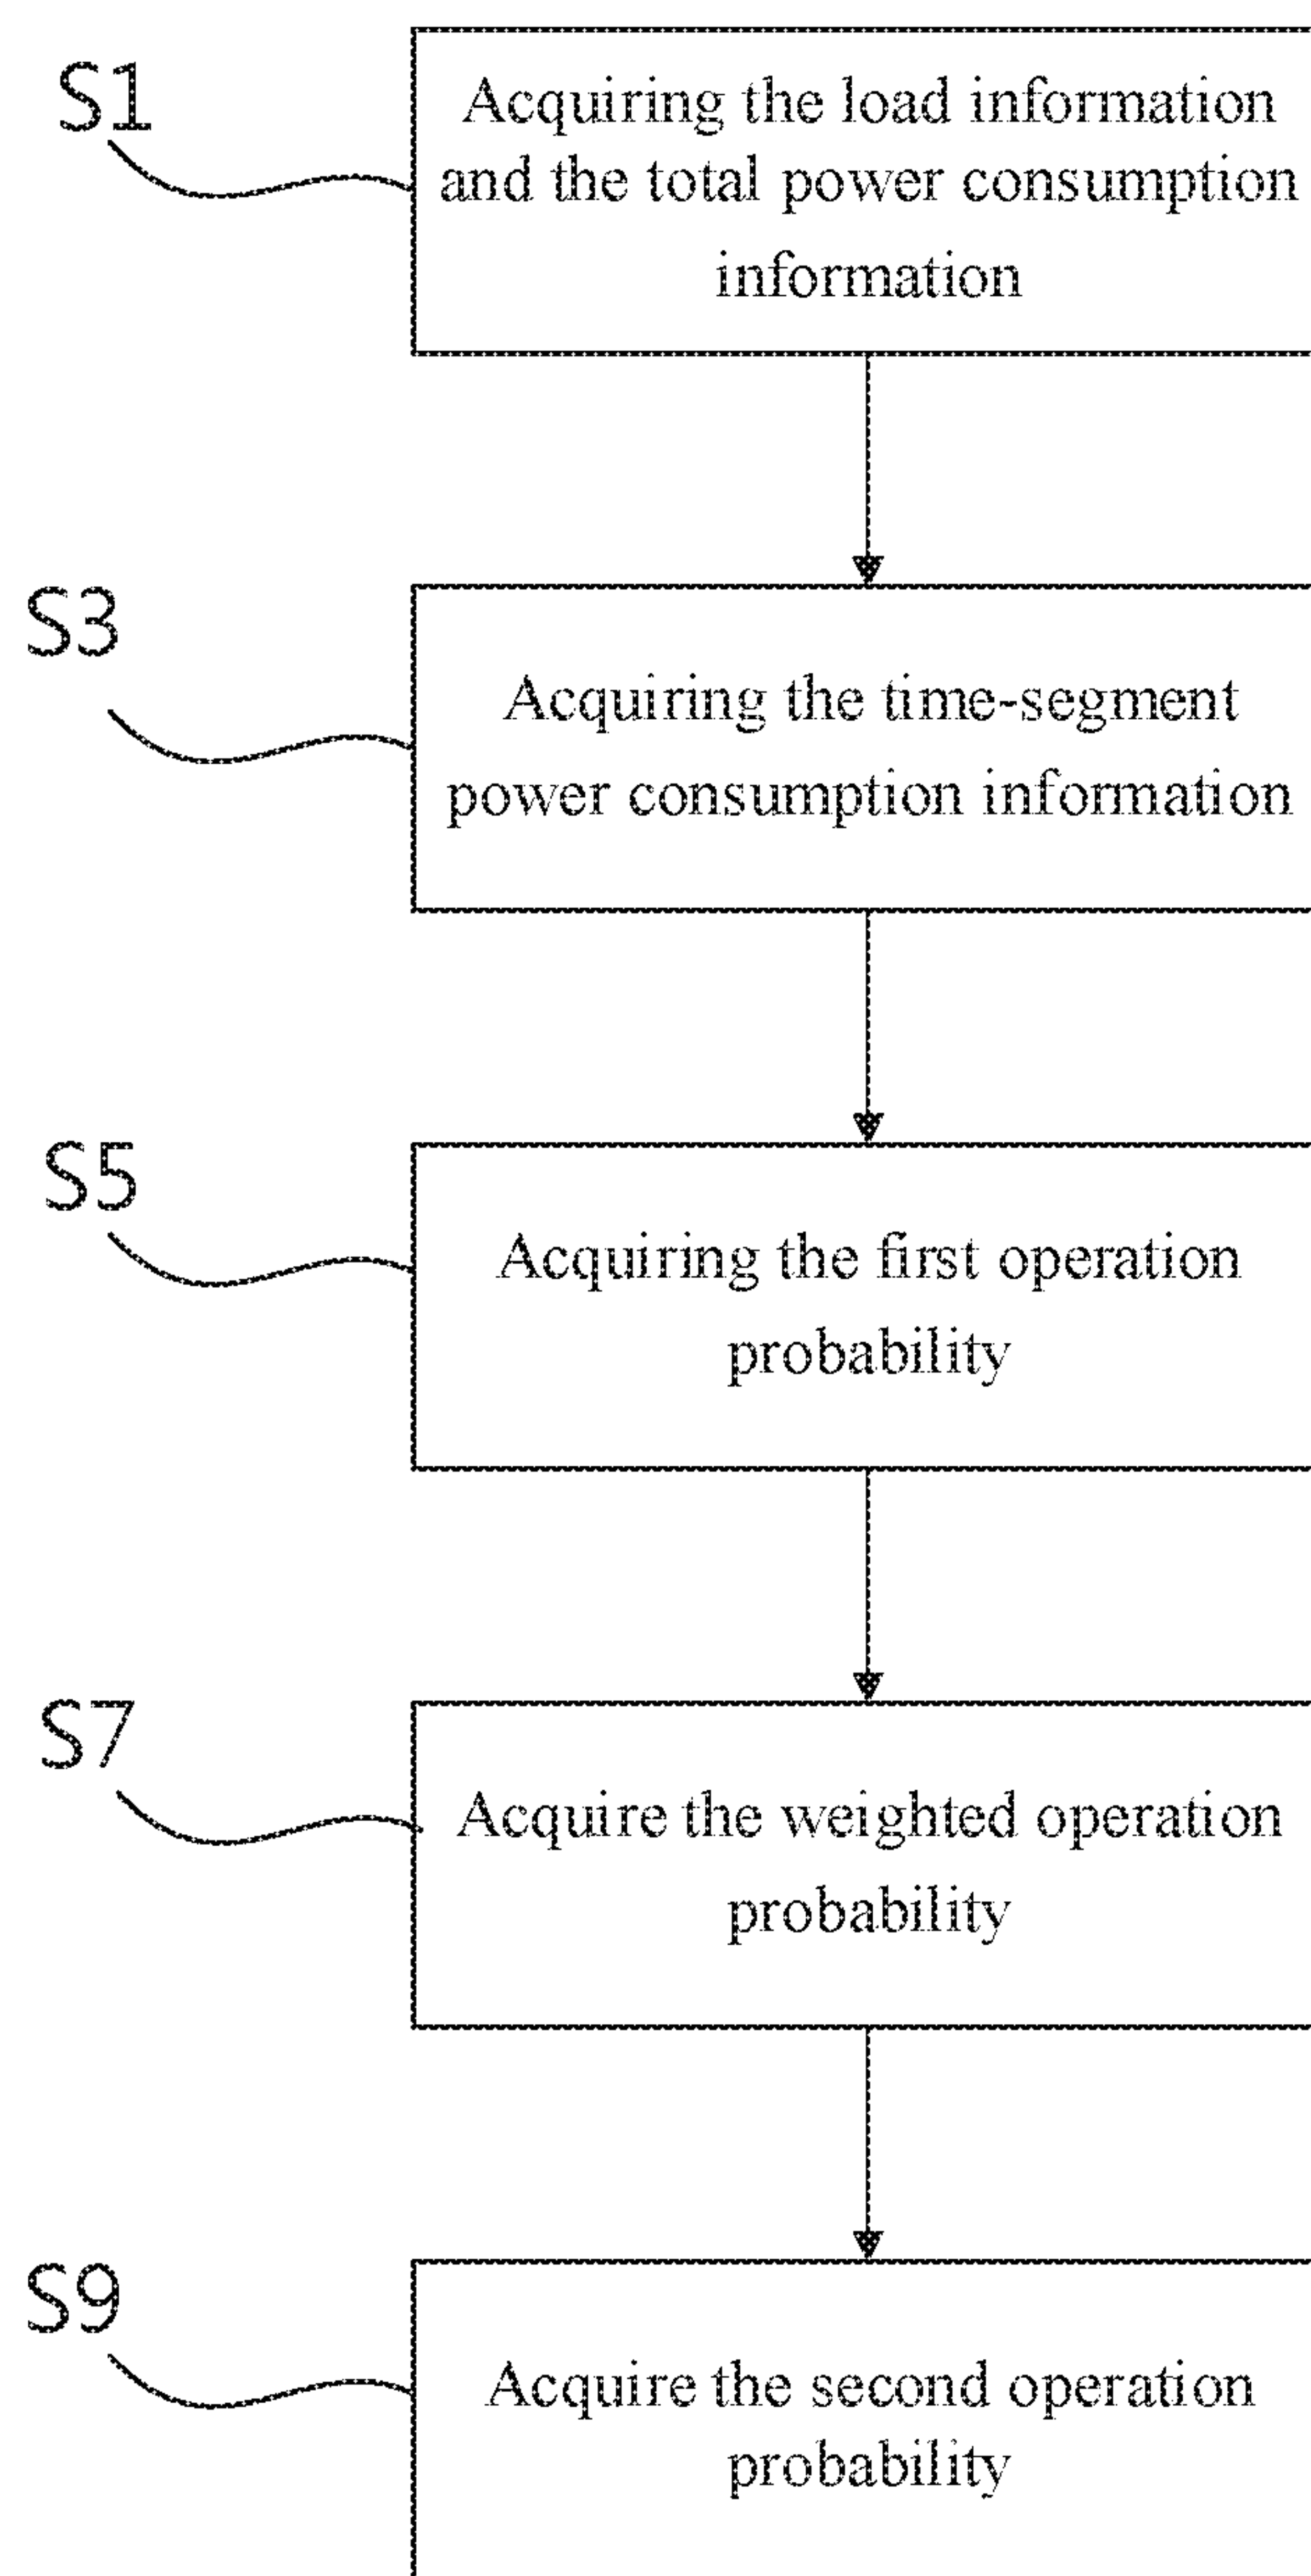 S1
Acquiring the load information
and the total power consumption
information
S3
Acquiring the time-segment
power consumption information
S5
Acquiring the first operation
probability
S7
Acquire the weighted operation
probability
S9
Acquire the second operation
probability